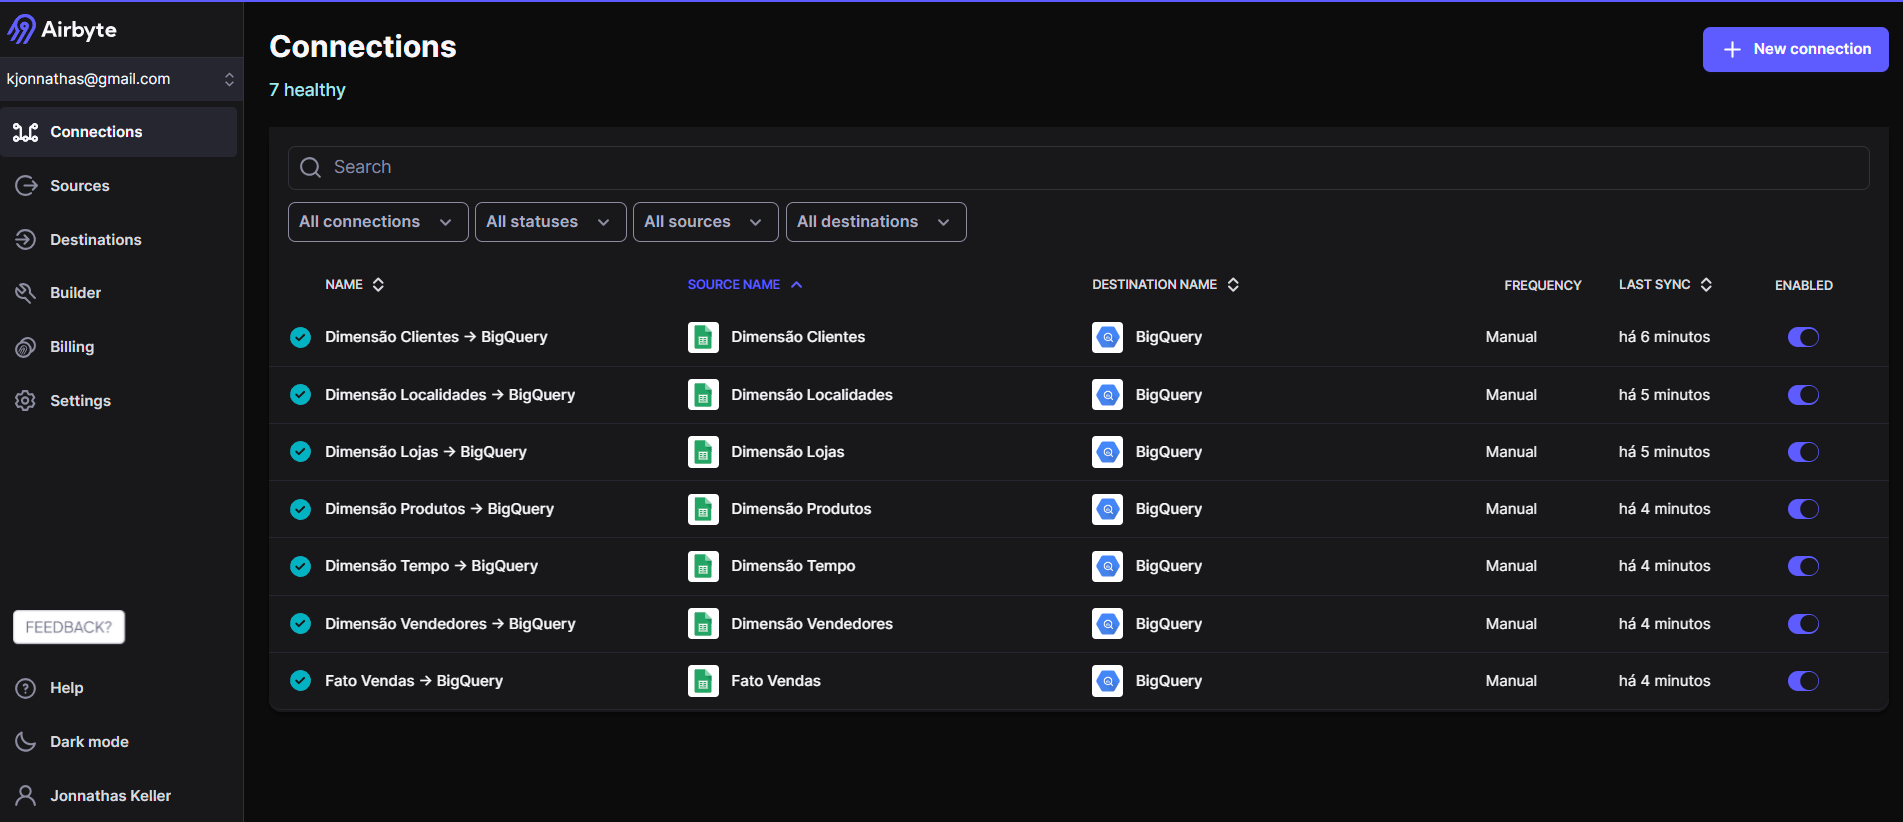 Airbyte
kjonnathas@gmail.com
Connections
Sources
Destinations
Builder
Billing
Settings
FEEDBACK?
Help
Dark mode
Jonnathas Keller
Connections
7 healthy
New connection
Search
All connections All statuses All sources All destinations
NAME SOURCE NAME DESTINATION NAME FREQUENCY LAST SYNC ENABLED
Dimensão Clientes → BigQuery Dimensão Clientes BigQuery Manual há 6 minutos
Dimensão Localidades → BigQuery Dimensão Localidades BigQuery Manual há 5 minutos
Dimensão Lojas → BigQuery Dimensão Lojas BigQuery Manual há 5 minutos
Dimensão Produtos → BigQuery Dimensão Produtos BigQuery Manual há 4 minutos
Dimensão Tempo → BigQuery Dimensão Tempo BigQuery Manual há 4 minutos
Dimensão Vendedores → BigQuery Dimensão Vendedores BigQuery Manual há 4 minutos
Fato Vendas → BigQuery Fato Vendas BigQuery Manual há 4 minutos